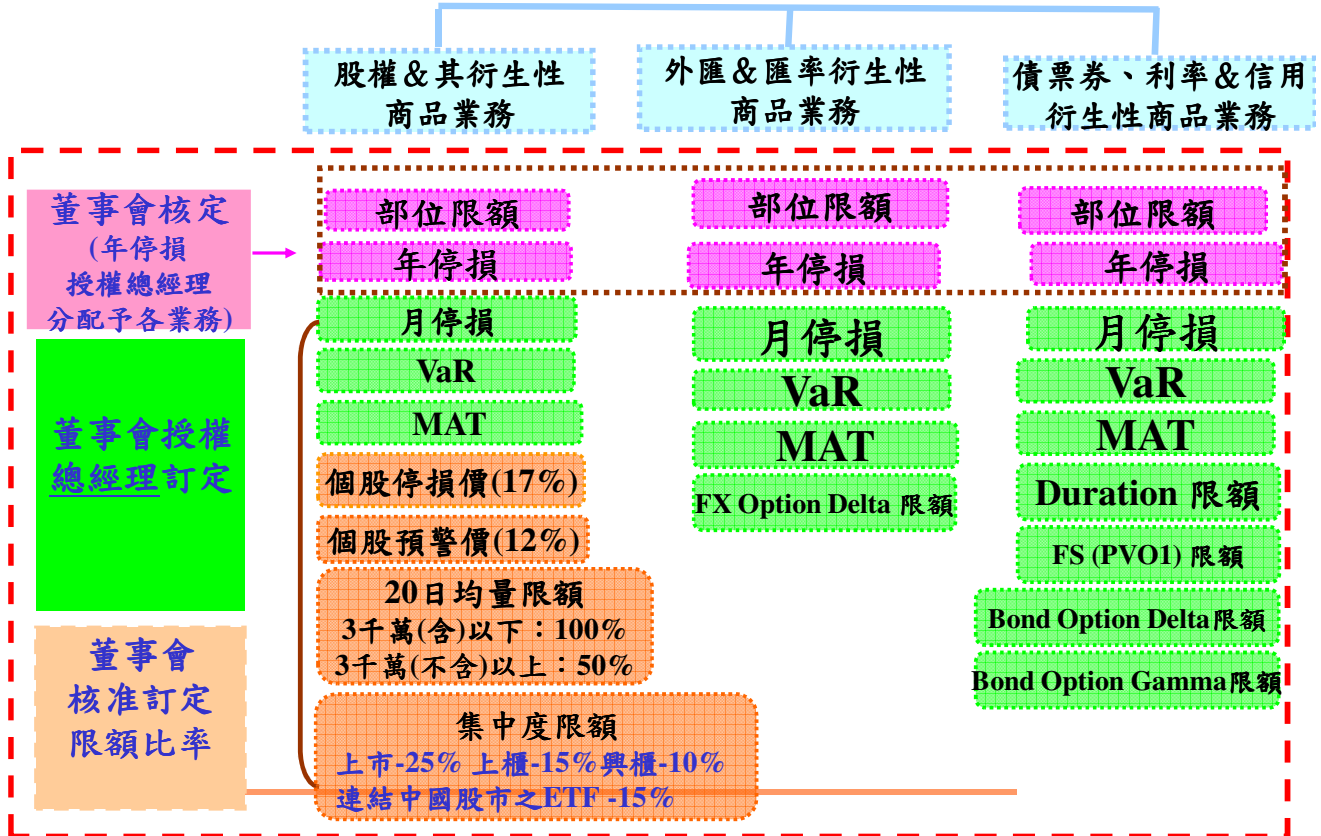 股權&其衍生性
商品業務
外匯&匯率衍生性
商品業務
債票券、利率&信用
衍生性商品業務
董事會核定
(年停損
授權總經理
分配予各業務)
董事會授權
總經理訂定
董事會
核准訂定
限額比率
部位限額
年停損
月停損
VaR
MAT
個股停損價(17%)
個股預警價(12%)
20日均量限額
3千萬(含)以下：100%
3千萬(不含)以上：50%
集中度限額
上市-25% 上櫃-15%興櫃-10%
連結中國股市之ETF -15%
部位限額
年停損
月停損
VaR
MAT
FX Option Delta 限額
部位限額
年停損
月停損
VaR
MAT
Duration 限額
FS (PVO1) 限額
Bond Option Delta限額
Bond Option Gamma限額